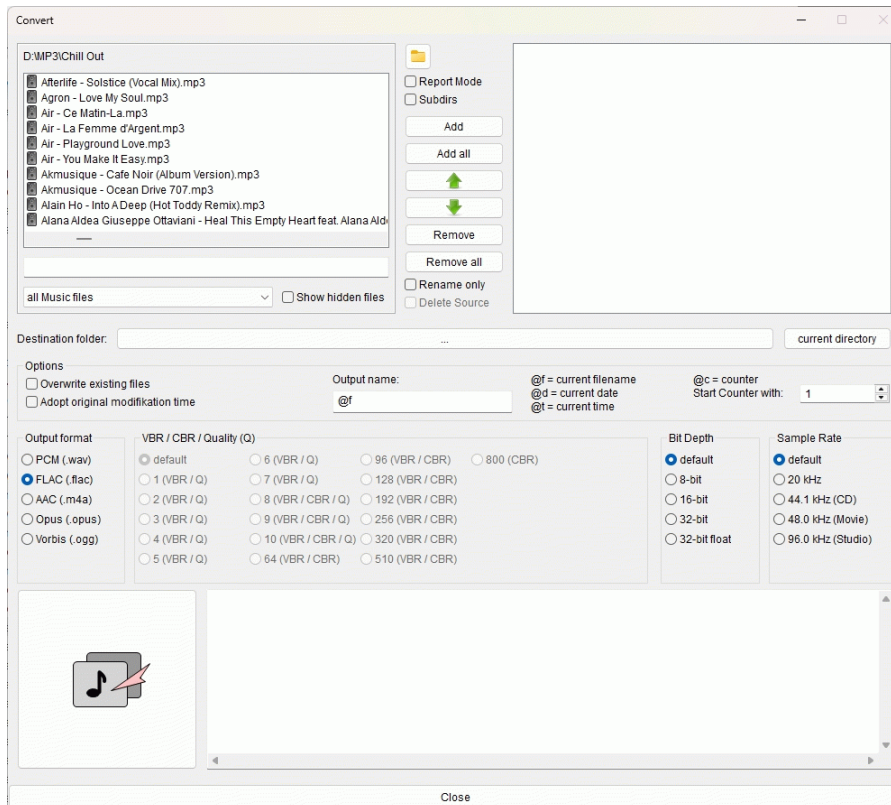 Convert
D:\MP3\Chill Out
Afterlife - Solstice (Vocal Mix).mp3
Agron - Love My Soul.mp3
Air - Ce Matin-La.mp3
Air - La Femme d'Argent.mp3
Air - Playground Love.mp3
Air - You Make It Easy.mp3
Akmusique - Cafe Noir (Album Version).mp3
Akmusique - Ocean Drive 707.mp3
Alain Ho - Into A Deep (Hot Toddy Remix).mp3
Alana Aldea Giuseppe Ottaviani - Heal This Empty Heart feat. Alana Ald
all Music files
Show hidden files
Report Mode
Subdirs
Add
Add all
Remove
Remove all
Rename only
Delete Source
Destination folder:
...
current directory
Options
Overwrite existing files
Adopt original modifikation time
Output name:
@f
@f = current filename
@d = current date
@t = current time
@c = counter
Start Counter with:
1
Output format
PCM (.wav)
FLAC (.flac)
AAC (.m4a)
Opus (.opus)
Vorbis (.ogg)
VBR / CBR / Quality (Q)
default
1 (VBR / Q)
2 (VBR / Q)
3 (VBR / Q)
4 (VBR / Q)
5 (VBR / Q)
6 (VBR / Q)
7 (VBR / Q)
8 (VBR / CBR / Q)
9 (VBR / CBR / Q)
10 (VBR / CBR / Q)
64 (VBR / CBR)
96 (VBR / CBR)
128 (VBR / CBR)
192 (VBR / CBR)
256 (VBR / CBR)
320 (VBR / CBR)
510 (VBR / CBR)
800 (CBR)
Bit Depth
default
8-bit
16-bit
32-bit
32-bit float
Sample Rate
default
20 kHz
44.1 kHz (CD)
48.0 kHz (Movie)
96.0 kHz (Studio)
Close